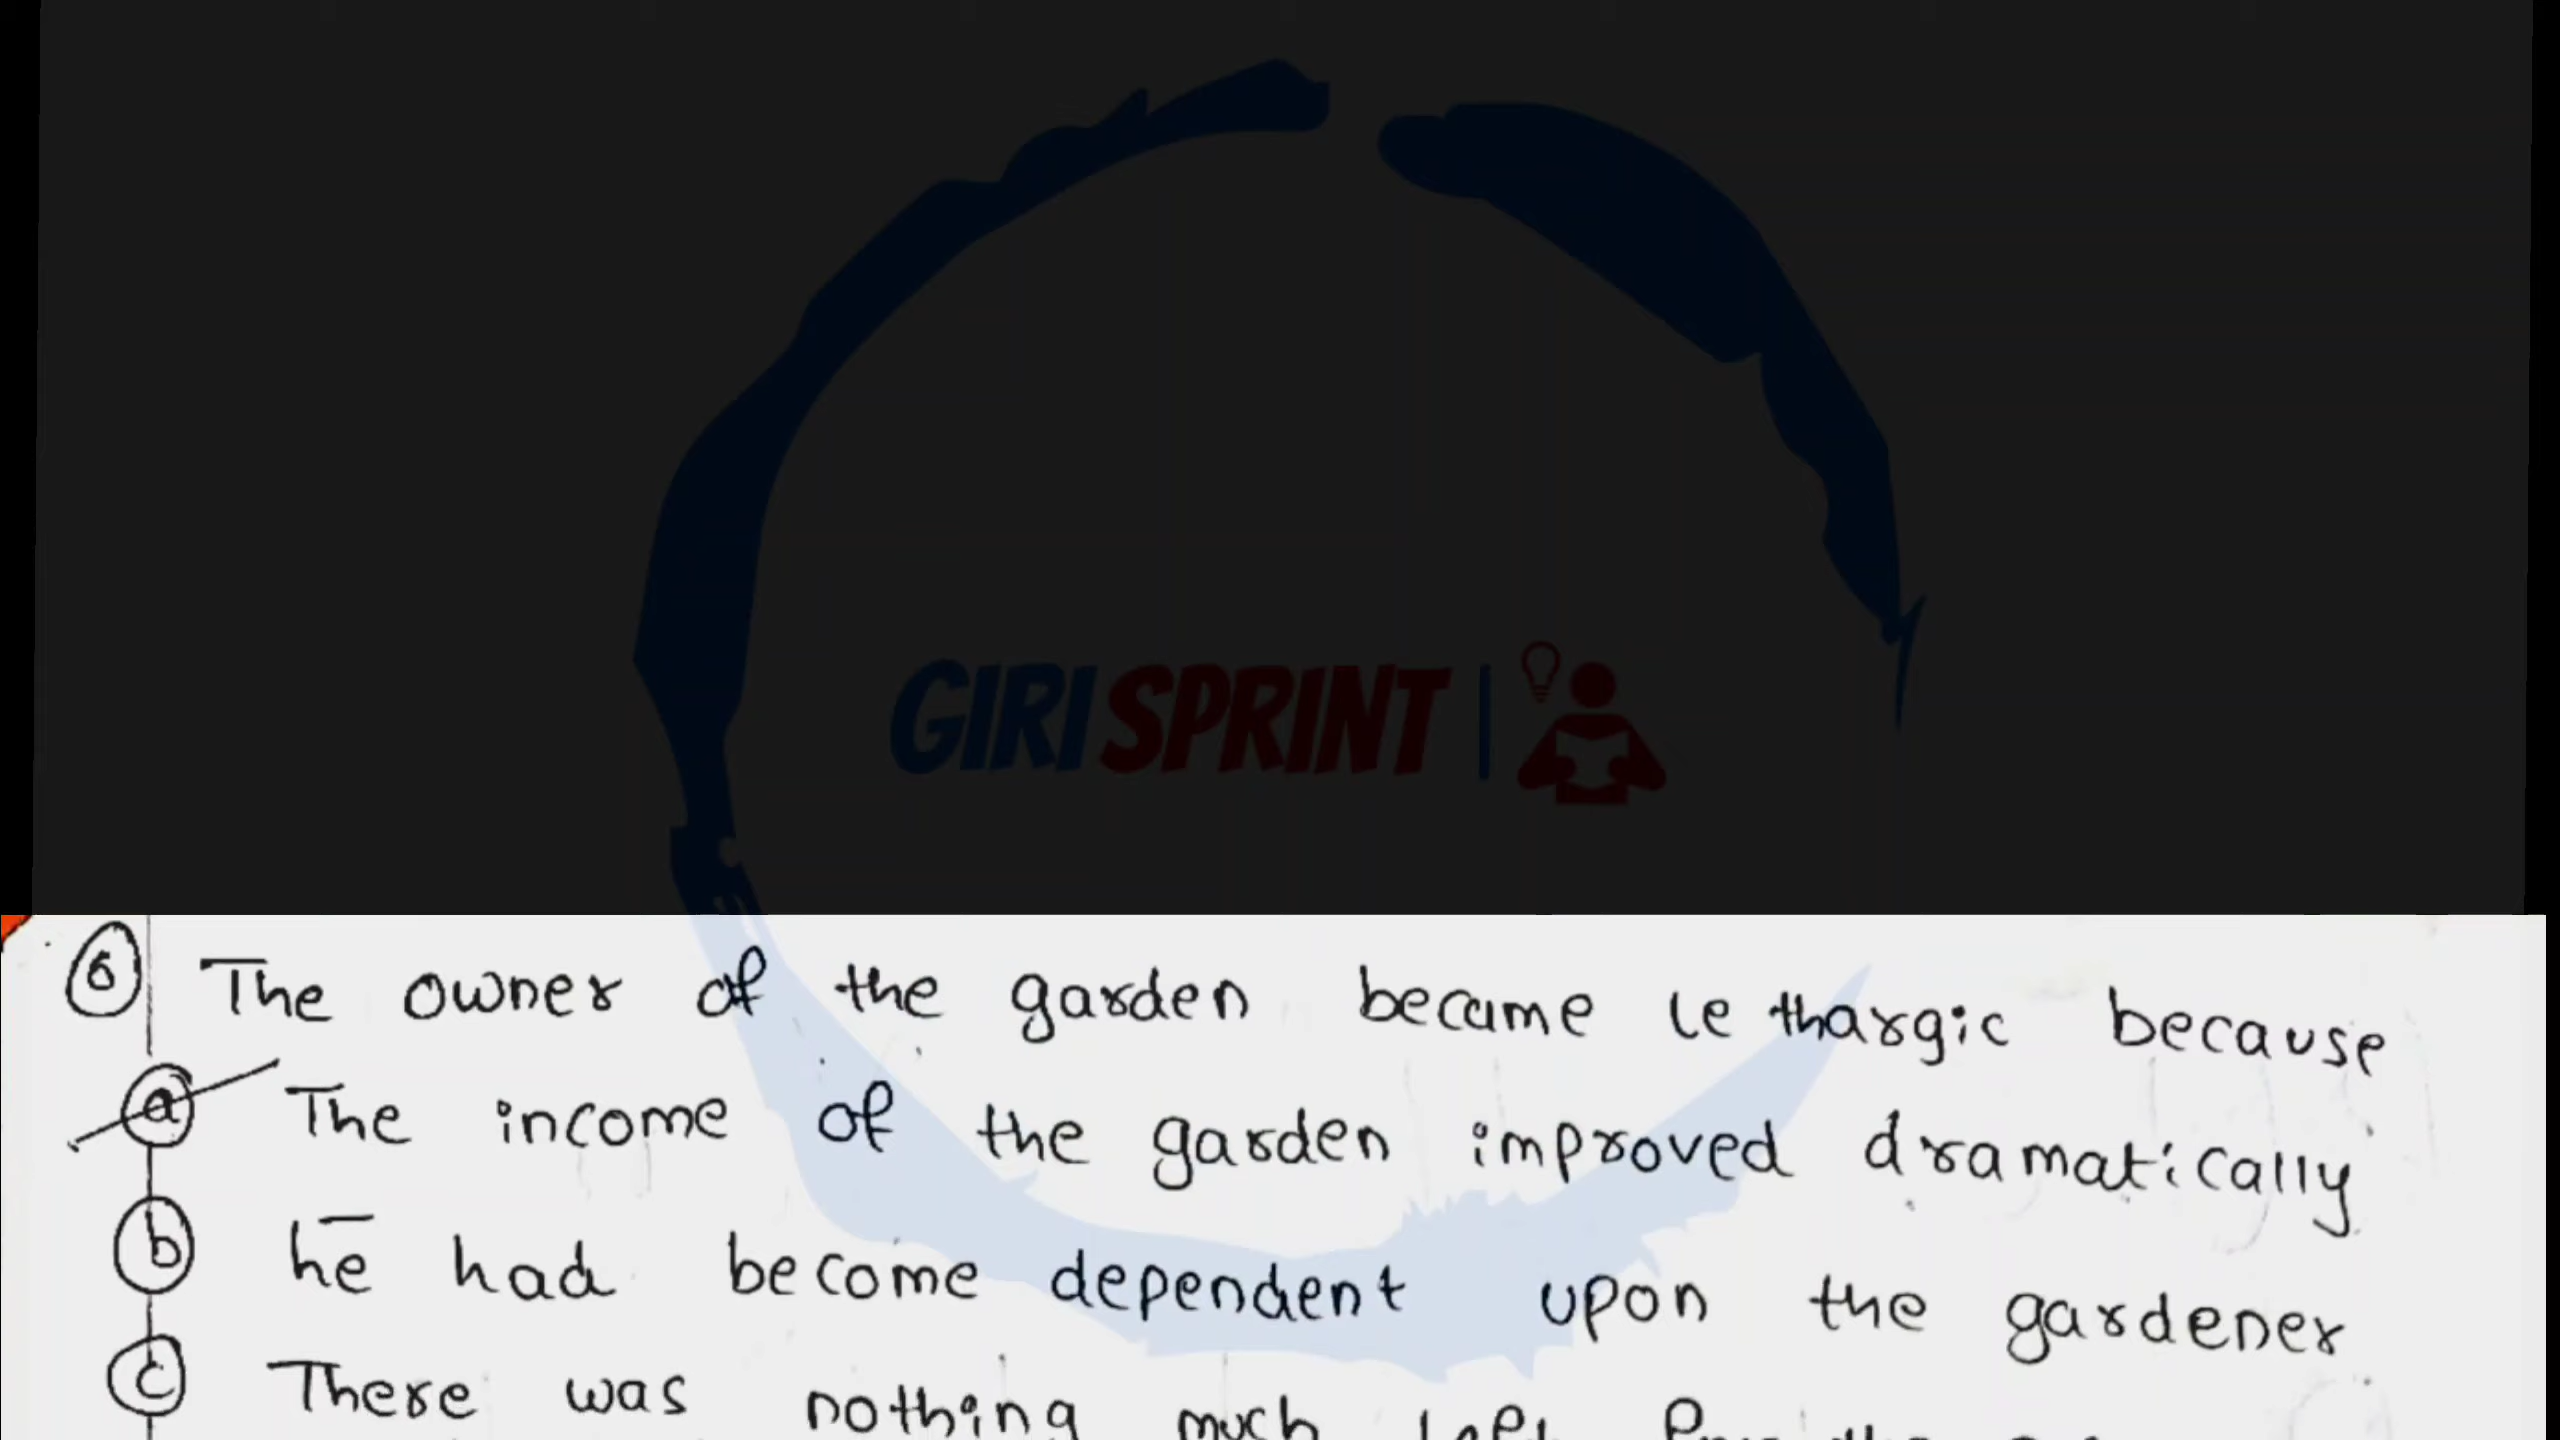 GIRI SPRINT
6 The owner of the garden became lethargic because
a The income of the garden improved dramatically
b he had become dependent upon the gardener
c There was nothing much left